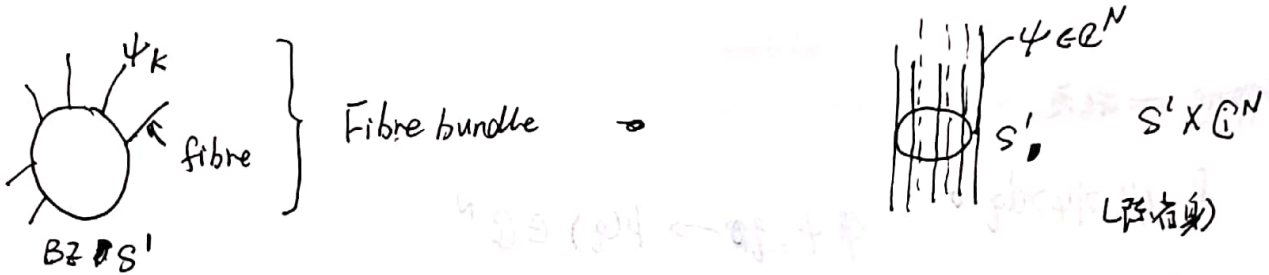 ψk
fibre
BZ S¹
Fibre bundle
ψ ∈ ℂᴺ
S¹
S¹ × ℂᴺ